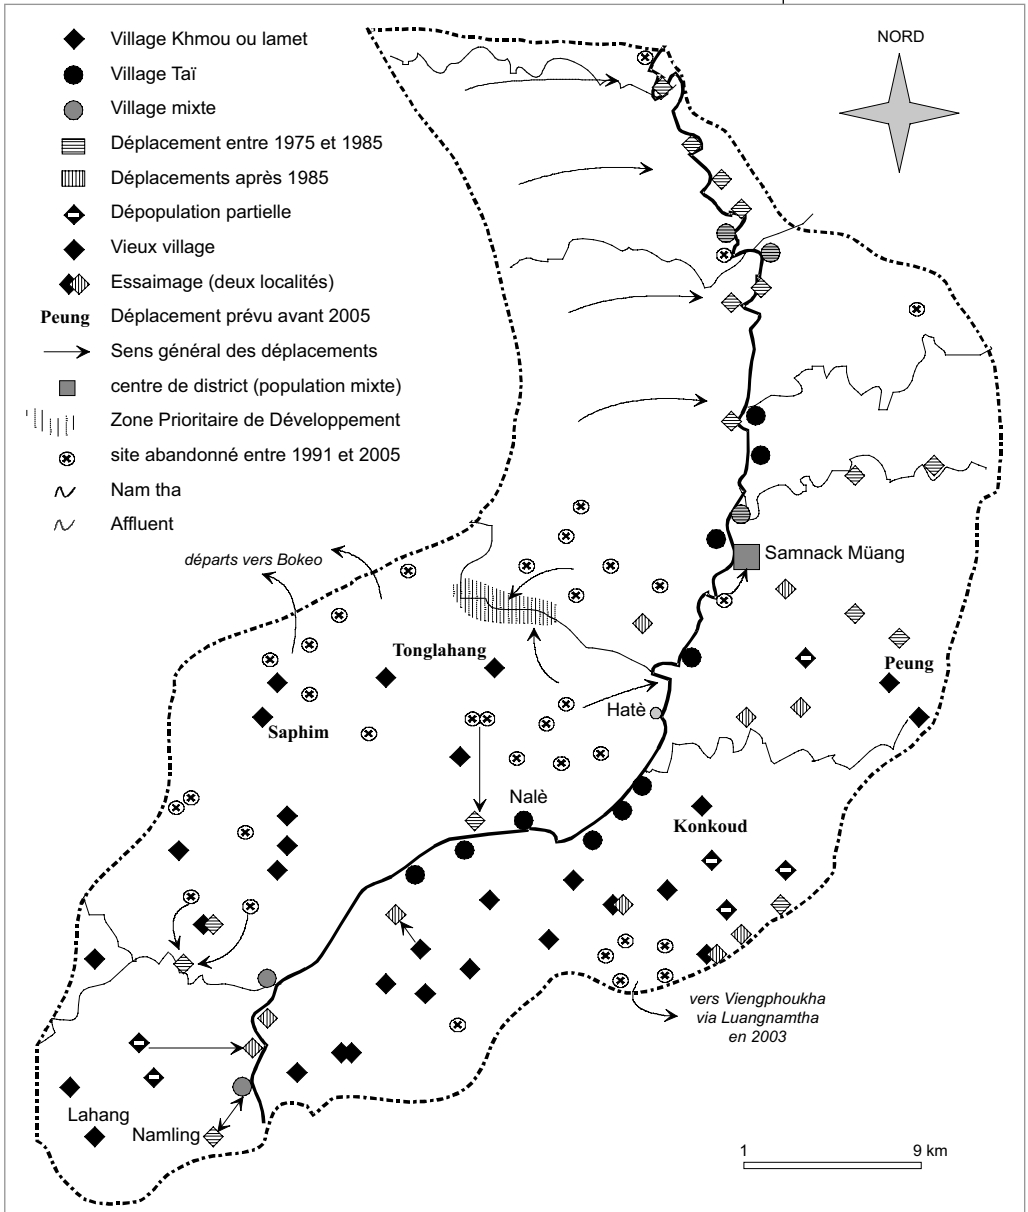 NORD
Village Khmou ou lamet
Village Taï
Village mixte
Déplacement entre 1975 et 1985
Déplacements après 1985
Dépopulation partielle
Vieux village
Essaimage (deux localités)
Peung Déplacement prévu avant 2005
Sens général des déplacements
centre de district (population mixte)
Zone Prioritaire de Développement
site abandonné entre 1991 et 2005
Nam tha
Affluent
départs vers Bokeo
Samnack Müang
Tonglahang
Peung
Saphim
Hatè
Nalè
Konkoud
vers Viengphoukha
via Luangnamtha
en 2003
Lahang
Namling
1 9 km